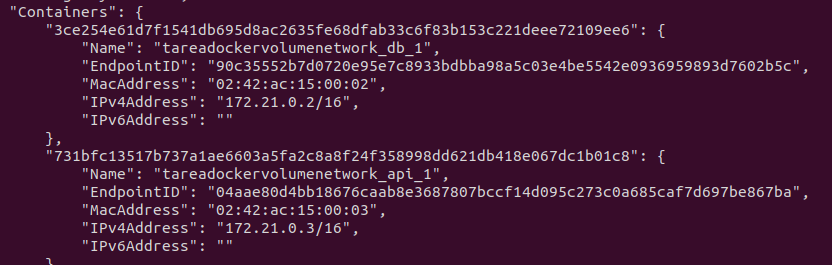 "Containers": {
"3ce254e61d7f1541db695d8ac2635fe68dfab33c6f83b153c221deee72109ee6": {
"Name": "tareadockervolumenetwork_db_1",
"EndpointID": "90c35552b7d0720e95e7c8933bdbba98a5c03e4be5542e0936959893d7602b5c",
"MacAddress": "02:42:ac:15:00:02",
"IPv4Address": "172.21.0.2/16",
"IPv6Address": ""
},
"731bfc13517b737a1ae6603a5fa2c8a8f24f358998dd621db418e067dc1b01c8": {
"Name": "tareadockervolumenetwork_api_1",
"EndpointID": "04aae80d4bb18676caab8e3687807bccf14d095c273c0a685caf7d697be867ba",
"MacAddress": "02:42:ac:15:00:03",
"IPv4Address": "172.21.0.3/16",
"IPv6Address": ""
}